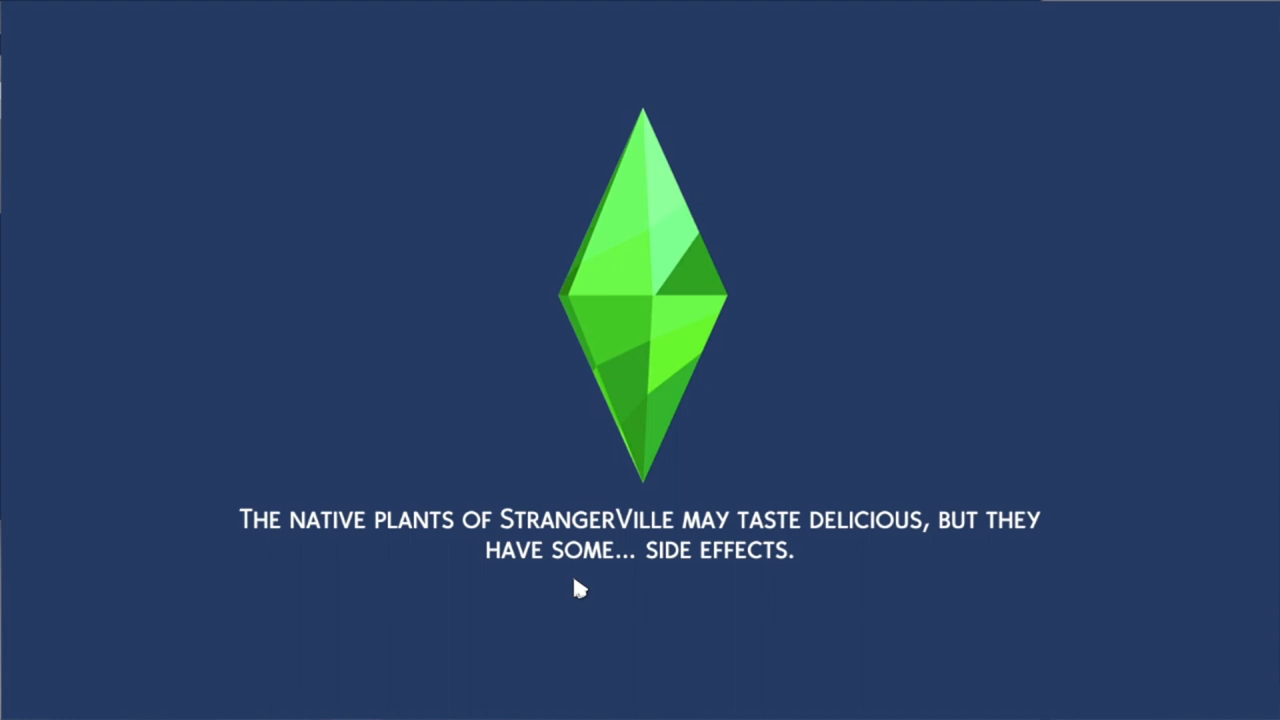 The native plants of StrangerVille may taste delicious, but they
have some... side effects.